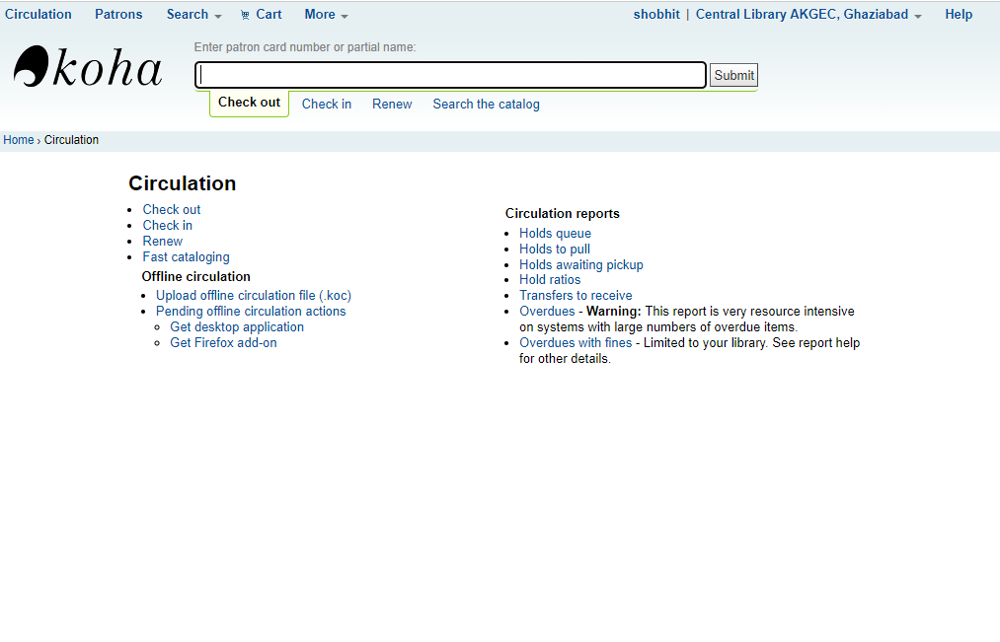 Circulation Patrons Search Cart More shobhit | Central Library AKGEC, Ghaziabad Help
koha
Enter patron card number or partial name:
Submit
Check out Check in Renew Search the catalog
Home › Circulation
Circulation
Check out
Check in
Renew
Fast cataloging
Offline circulation
Upload offline circulation file (.koc)
Pending offline circulation actions
Get desktop application
Get Firefox add-on
Circulation reports
Holds queue
Holds to pull
Holds awaiting pickup
Hold ratios
Transfers to receive
Overdues - Warning: This report is very resource intensive
on systems with large numbers of overdue items.
Overdues with fines - Limited to your library. See report help
for other details.